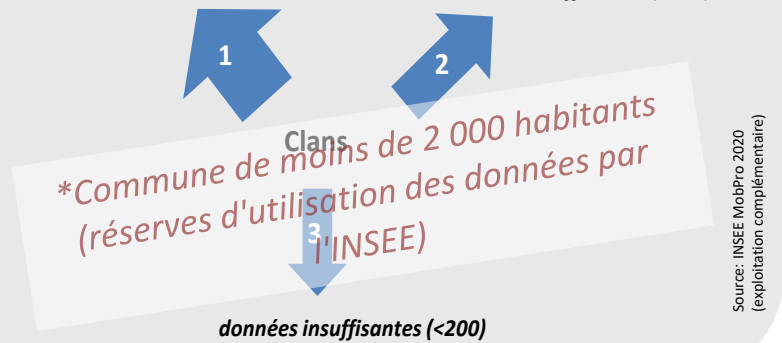 1
2
Clans
*Commune de moins de 2 000 habitants
(réserves d'utilisation des données par
l'INSEE)
3
données insuffisantes (<200)
Source: INSEE MobPro 2020
(exploitation complémentaire)